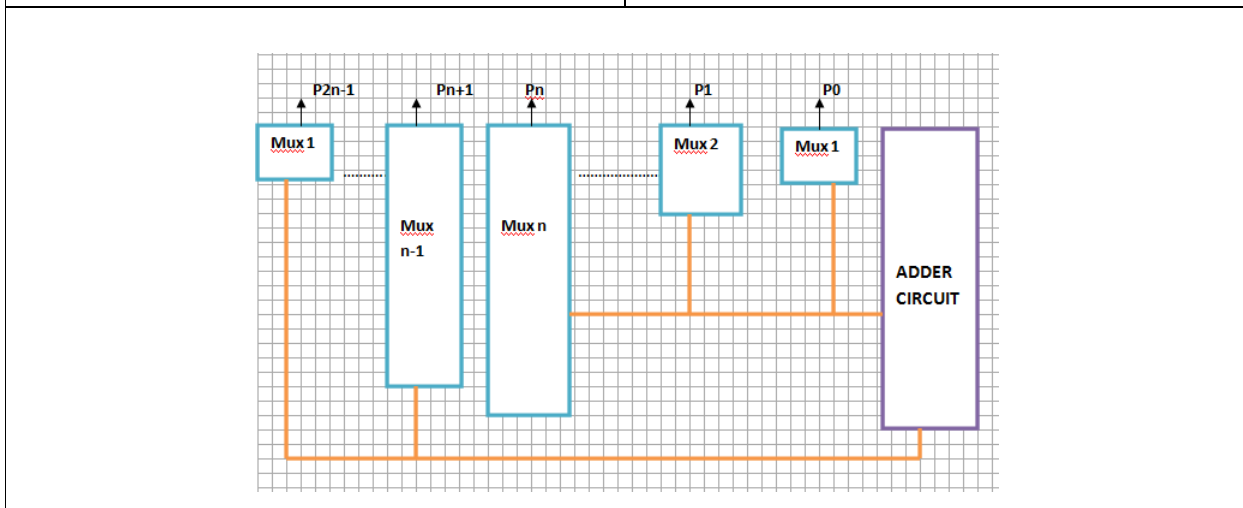 P2n-1
Pn+1
Pn
P1
P0
Mux 1
Mux 2
Mux 1
Mux
n-1
Mux n
ADDER
CIRCUIT